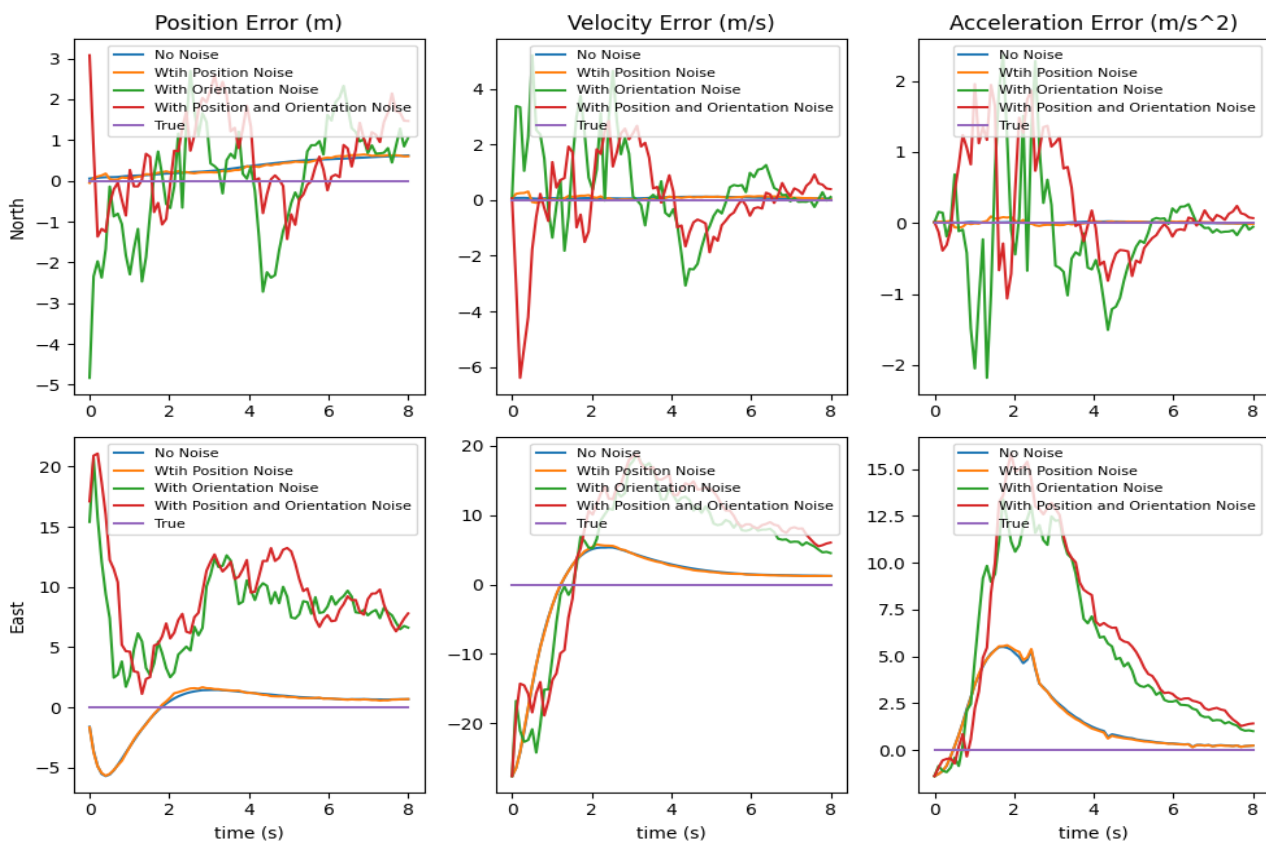 Position Error (m)
Velocity Error (m/s)
Acceleration Error (m/s^2)
North
3
2
1
0
−1
−2
−3
−4
−5
No Noise
Wtih Position Noise
With Orientation Noise
With Position and Orientation Noise
True
0 2 4 6 8
4
2
0
−2
−4
−6
No Noise
Wtih Position Noise
With Orientation Noise
With Position and Orientation Noise
True
0 2 4 6 8
2
1
0
−1
−2
No Noise
Wtih Position Noise
With Orientation Noise
With Position and Orientation Noise
True
0 2 4 6 8
East
20
15
10
5
0
−5
No Noise
Wtih Position Noise
With Orientation Noise
With Position and Orientation Noise
True
0 2 4 6 8
time (s)
20
10
0
−10
−20
No Noise
Wtih Position Noise
With Orientation Noise
With Position and Orientation Noise
True
0 2 4 6 8
time (s)
15.0
12.5
10.0
7.5
5.0
2.5
0.0
No Noise
Wtih Position Noise
With Orientation Noise
With Position and Orientation Noise
True
0 2 4 6 8
time (s)